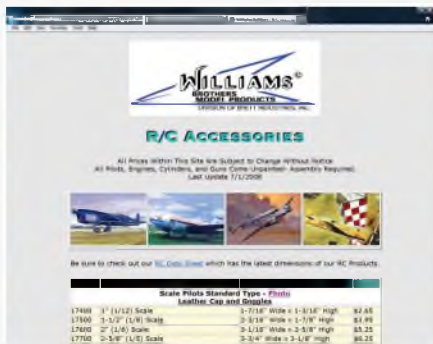 WILLIAMS
BROTHERS
MODEL PRODUCTS
DIVISION OF BRETT INDUSTRIES, INC.
R/C ACCESSORIES
All Prices Within This Site Are Subject to Change Without Notice
All Pilots, Engines, Cylinders, and Guns Come Unpainted- Assembly Required.
Last Update 7/1/2008
Be sure to check out our RC Data Sheet which has the latest dimensions of our RC Products
Scale Pilots Standard Type - Photo
Leather Cap and Goggles
17400 1" (1/12) Scale 1-7/16" Wide x 1-3/16" High $2.65
17500 1-1/2" (1/8) Scale 2-3/16" Wide x 1-7/8" High $3.95
17600 2" (1/6) Scale 3-1/16" Wide x 2-5/8" High $5.25
17700 2-5/8" (1/5) Scale 3-3/4" Wide x 3-1/8" High $6.25